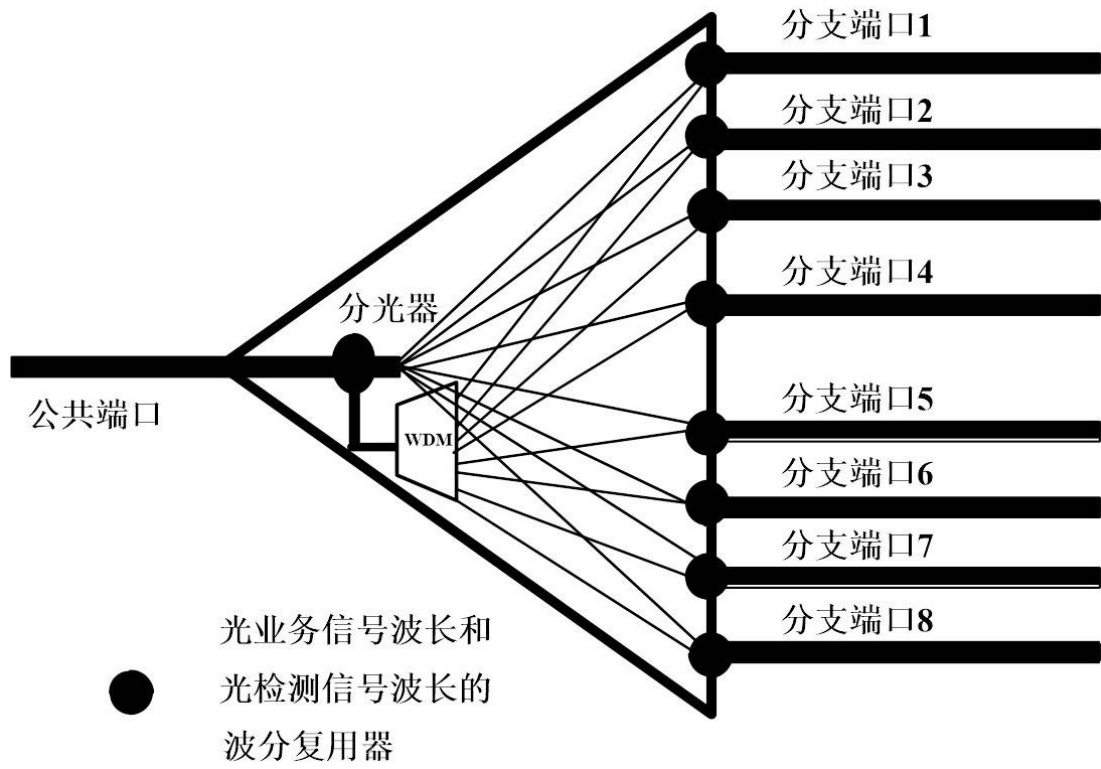 分支端口1
分支端口2
分支端口3
分支端口4
分光器
公共端口
WDM
分支端口5
分支端口6
分支端口7
分支端口8
光业务信号波长和
光检测信号波长的
波分复用器